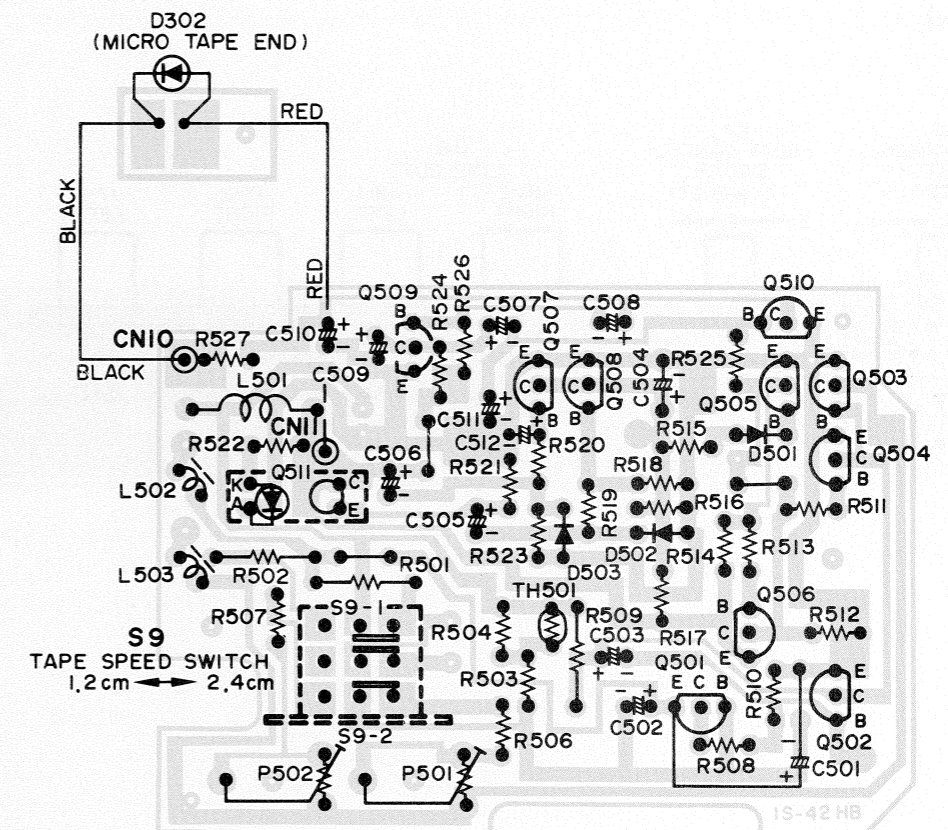 D302
(MICRO TAPE END)
RED
BLACK
RED
CN10
BLACK
R527
C510
+
-
+
-
C509
Q509
B
C
E
R524
R526
C507
+ -
Q507
E
C
B
C508
- +
Q508
E
C
B
C504
-
+
R525
Q510
B C E
Q505
E
C
B
Q503
E
C
B
L501
CN11
R522
C506
+
-
C511
+
-
C512
- +
R520
R521
R515
D501
Q504
E
C
B
L502
Q511
K
A
C
E
C505
+
-
R523
R519
R518
R516
R511
D502
R514
R513
D503
L503
R502
R501
R507
S9-1
TH501
R504
R509
C503
+ -
R517
Q506
B
C
E
R512
S9
TAPE SPEED SWITCH
1,2cm 2,4cm
R503
Q501
E C B
R510
E
C
B
Q502
C502
- +
S9-2
R506
R508
-
+
C501
P502
P501
1S-42HB